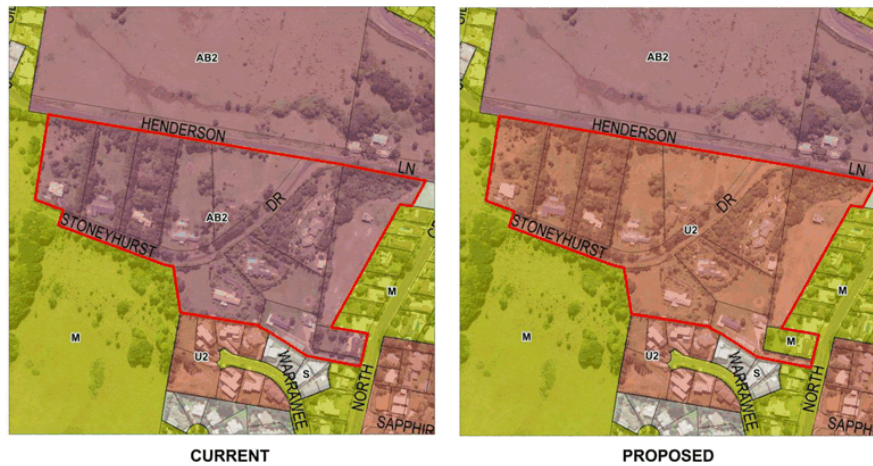 AB2
HENDERSON
LN
DR
AB2
STONEYHURST
M
M
U2
S
WARRAWEE
NORTH
SAPPHIR
CURRENT
AB2
HENDERSON
LN
DR
U2
STONEYHURST
M
M
M
U2
S
WARRAWEE
NORTH
SAPPHIR
PROPOSED